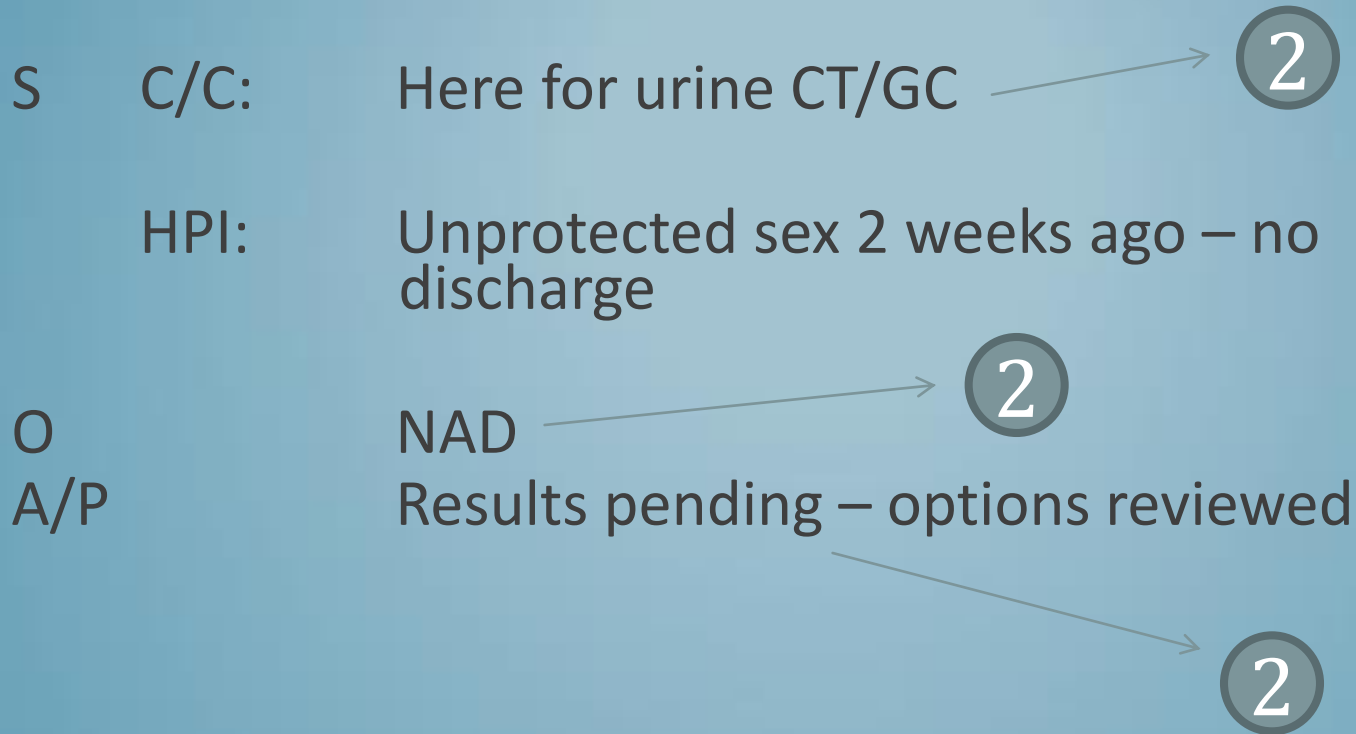 S C/C: Here for urine CT/GC 2
HPI: Unprotected sex 2 weeks ago – no
discharge
2
O NAD
A/P Results pending – options reviewed
2